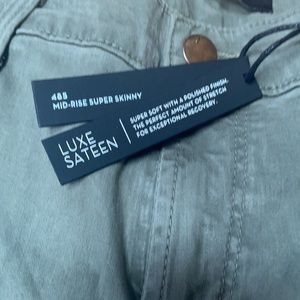 485
MID-RISE SUPER SKINNY
LUXE
SATEEN
SUPER SOFT WITH A POLISHED FINISH.
THE PERFECT AMOUNT OF STRETCH
FOR EXCEPTIONAL RECOVERY.